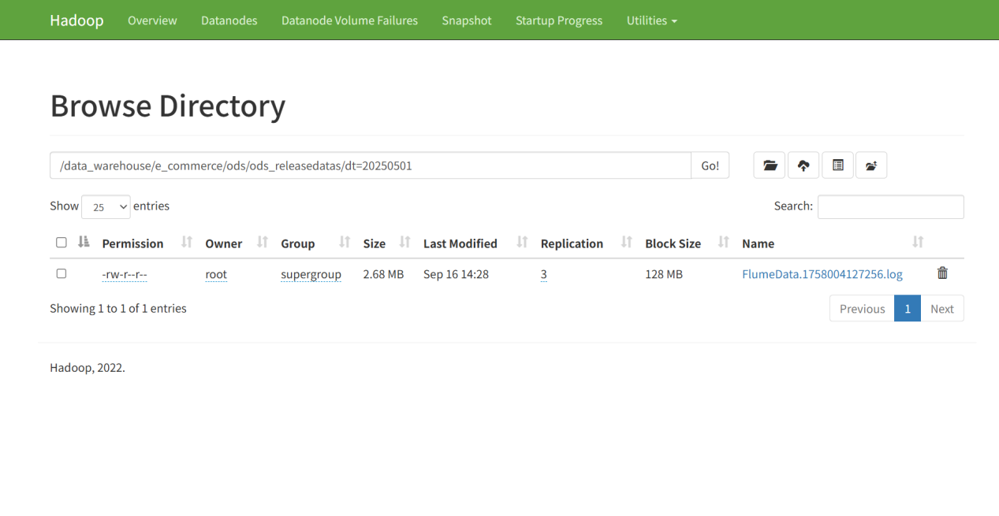 Hadoop Overview Datanodes Datanode Volume Failures Snapshot Startup Progress Utilities
Browse Directory
/data_warehouse/e_commerce/ods/ods_releasedatas/dt=20250501 Go!
Show 25 entries Search:
Permission Owner Group Size Last Modified Replication Block Size Name
-rw-r--r-- root supergroup 2.68 MB Sep 16 14:28 3 128 MB FlumeData.1758004127256.log
Showing 1 to 1 of 1 entries Previous 1 Next
Hadoop, 2022.